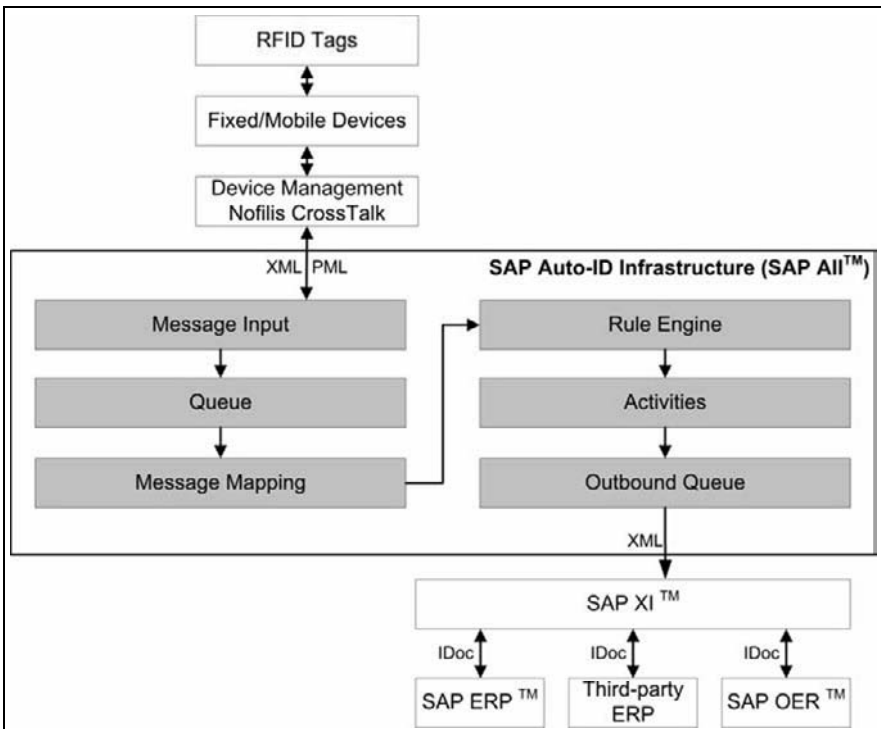 RFID Tags
Fixed/Mobile Devices
Device Management
Nofilis CrossTalk
XML PML
SAP Auto-ID Infrastructure (SAP AII™)
Message Input
Queue
Message Mapping
Rule Engine
Activities
Outbound Queue
XML
SAP XI ™
IDoc
IDoc
IDoc
SAP ERP ™
Third-party
ERP
SAP OER ™